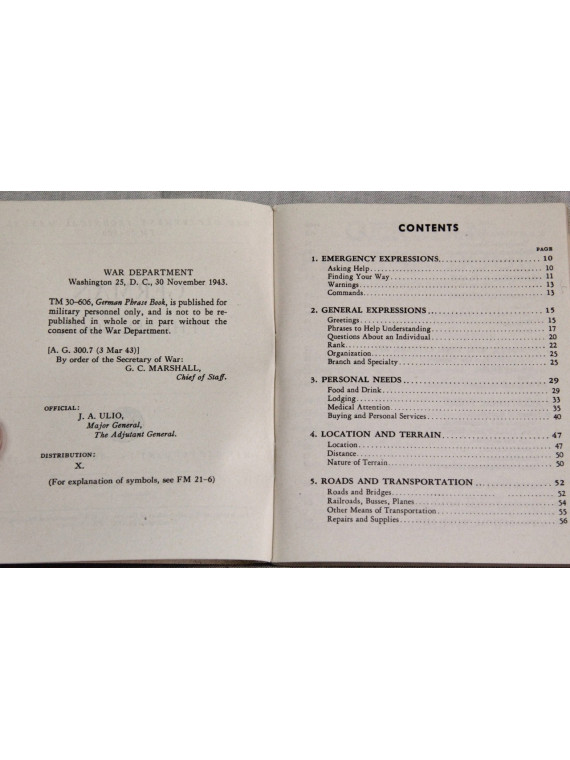 WAR DEPARTMENT
Washington 25, D. C., 30 November 1943.
TM 30-606, German Phrase Book, is published for
military personnel only, and is not to be re-
published in whole or in part without the
consent of the War Department.
[A. G. 300.7 (3 Mar 43)]
By order of the Secretary of War:
G. C. MARSHALL,
Chief of Staff.
OFFICIAL:
J. A. ULIO,
Major General,
The Adjutant General.
DISTRIBUTION:
X.
(For explanation of symbols, see FM 21-6)
CONTENTS
PAGE
1. EMERGENCY EXPRESSIONS 10
Asking Help 10
Finding Your Way 11
Warnings 13
Commands 13
2. GENERAL EXPRESSIONS 15
Greetings 15
Phrases to Help Understanding 17
Questions About an Individual 20
Rank 22
Organization 25
Branch and Specialty 25
3. PERSONAL NEEDS 29
Food and Drink 29
Lodging 33
Medical Attention 35
Buying and Personal Services 40
4. LOCATION AND TERRAIN 47
Location 47
Distance 50
Nature of Terrain 50
5. ROADS AND TRANSPORTATION 52
Roads and Bridges 52
Railroads, Busses, Planes 54
Other Means of Transportation 55
Repairs and Supplies 56